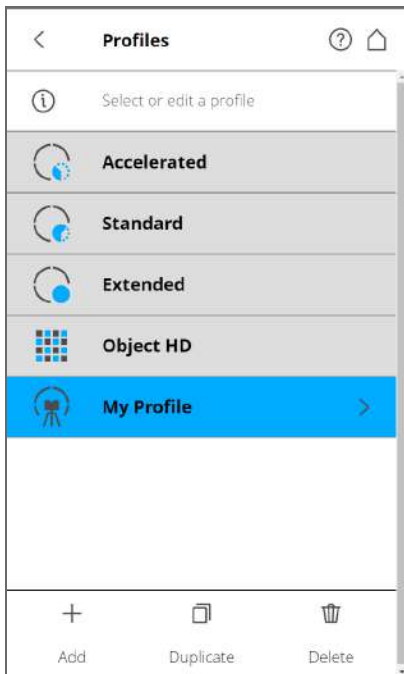 Profiles
Select or edit a profile
Accelerated
Standard
Extended
Object HD
My Profile
Add Duplicate Delete